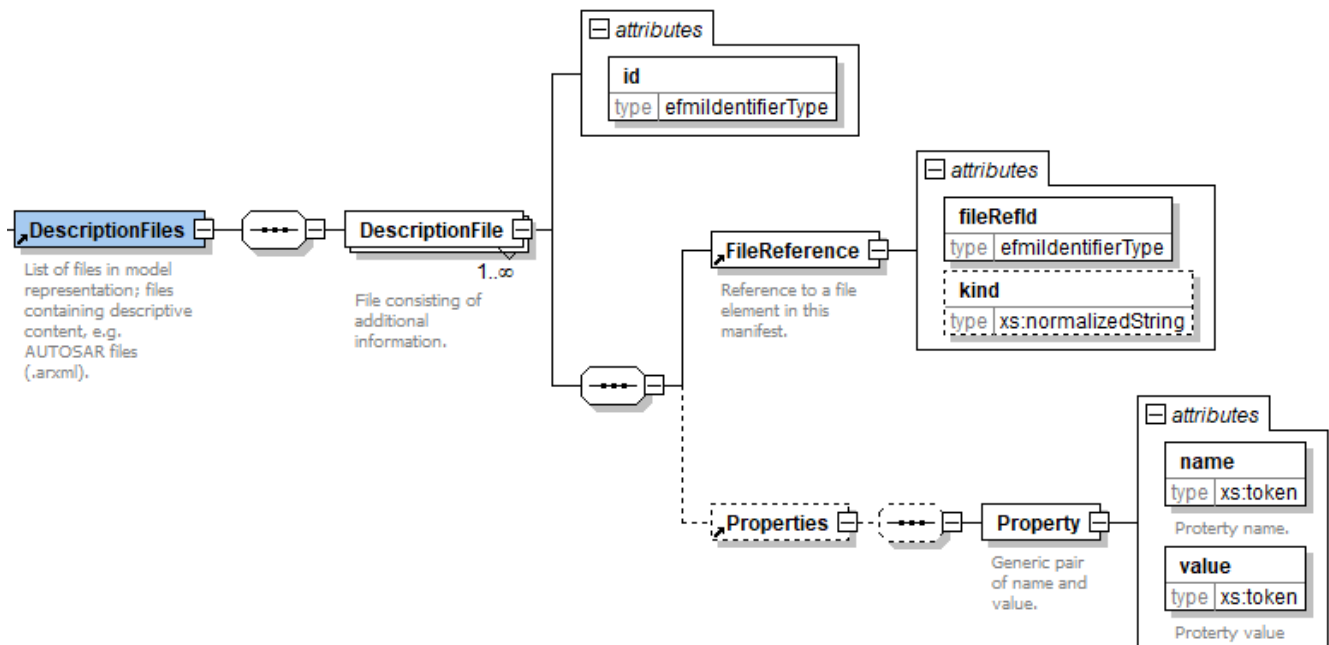 attributes
id
type efmiIdentifierType
attributes
fileRefId
type efmiIdentifierType
kind
type xs:normalizedString
DescriptionFiles
DescriptionFile
1..∞
List of files in model
representation; files
containing descriptive
content, e.g.
AUTOSAR files
(.arxml).
File consisting of
additional
information.
FileReference
Reference to a file
element in this
manifest.
attributes
name
type xs:token
Proterty name.
value
type xs:token
Proterty value
Properties
Property
Generic pair
of name and
value.